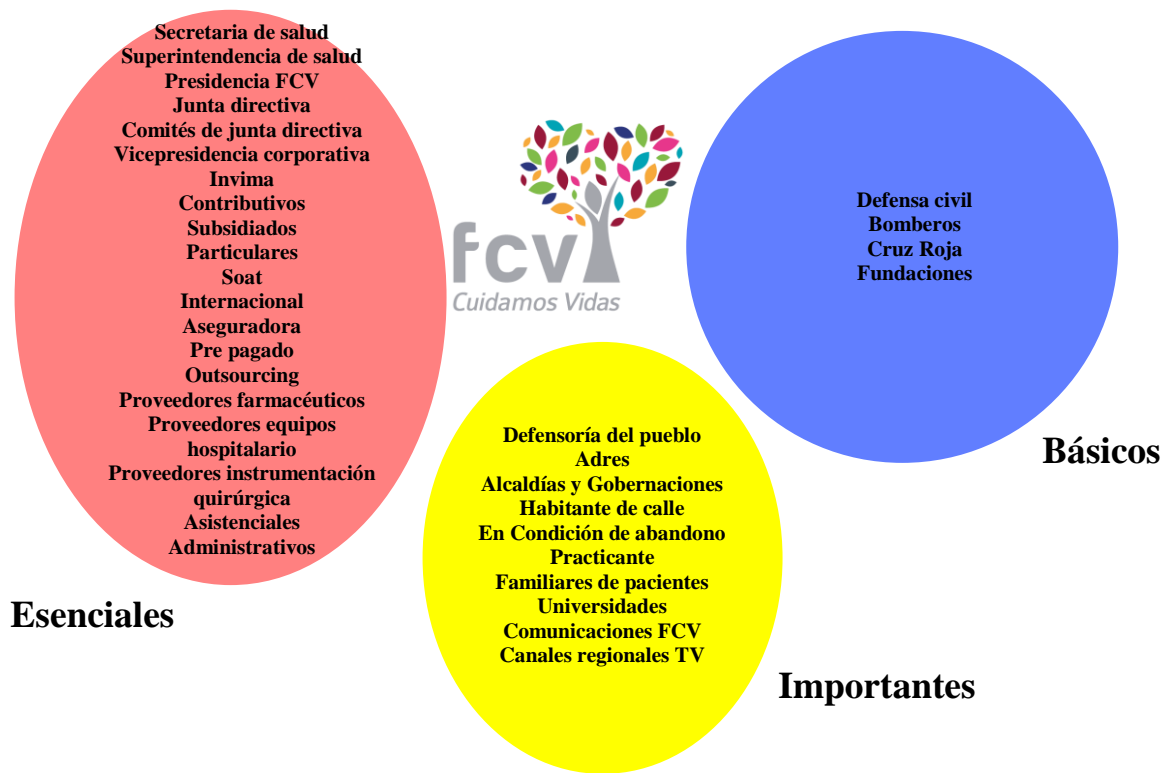 Secretaria de salud
Superintendencia de salud
Presidencia FCV
Junta directiva
Comités de junta directiva
Vicepresidencia corporativa
Invima
Contributivos
Subsidiados
Particulares
Soat
Internacional
Aseguradora
Pre pagado
Outsourcing
Proveedores farmacéuticos
Proveedores equipos
hospitalario
Proveedores instrumentación
quirúrgica
Asistenciales
Administrativos
Esenciales
fcv
Cuidamos Vidas
Defensa civil
Bomberos
Cruz Roja
Fundaciones
Básicos
Defensoría del pueblo
Adres
Alcaldías y Gobernaciones
Habitante de calle
En Condición de abandono
Practicante
Familiares de pacientes
Universidades
Comunicaciones FCV
Canales regionales TV
Importantes